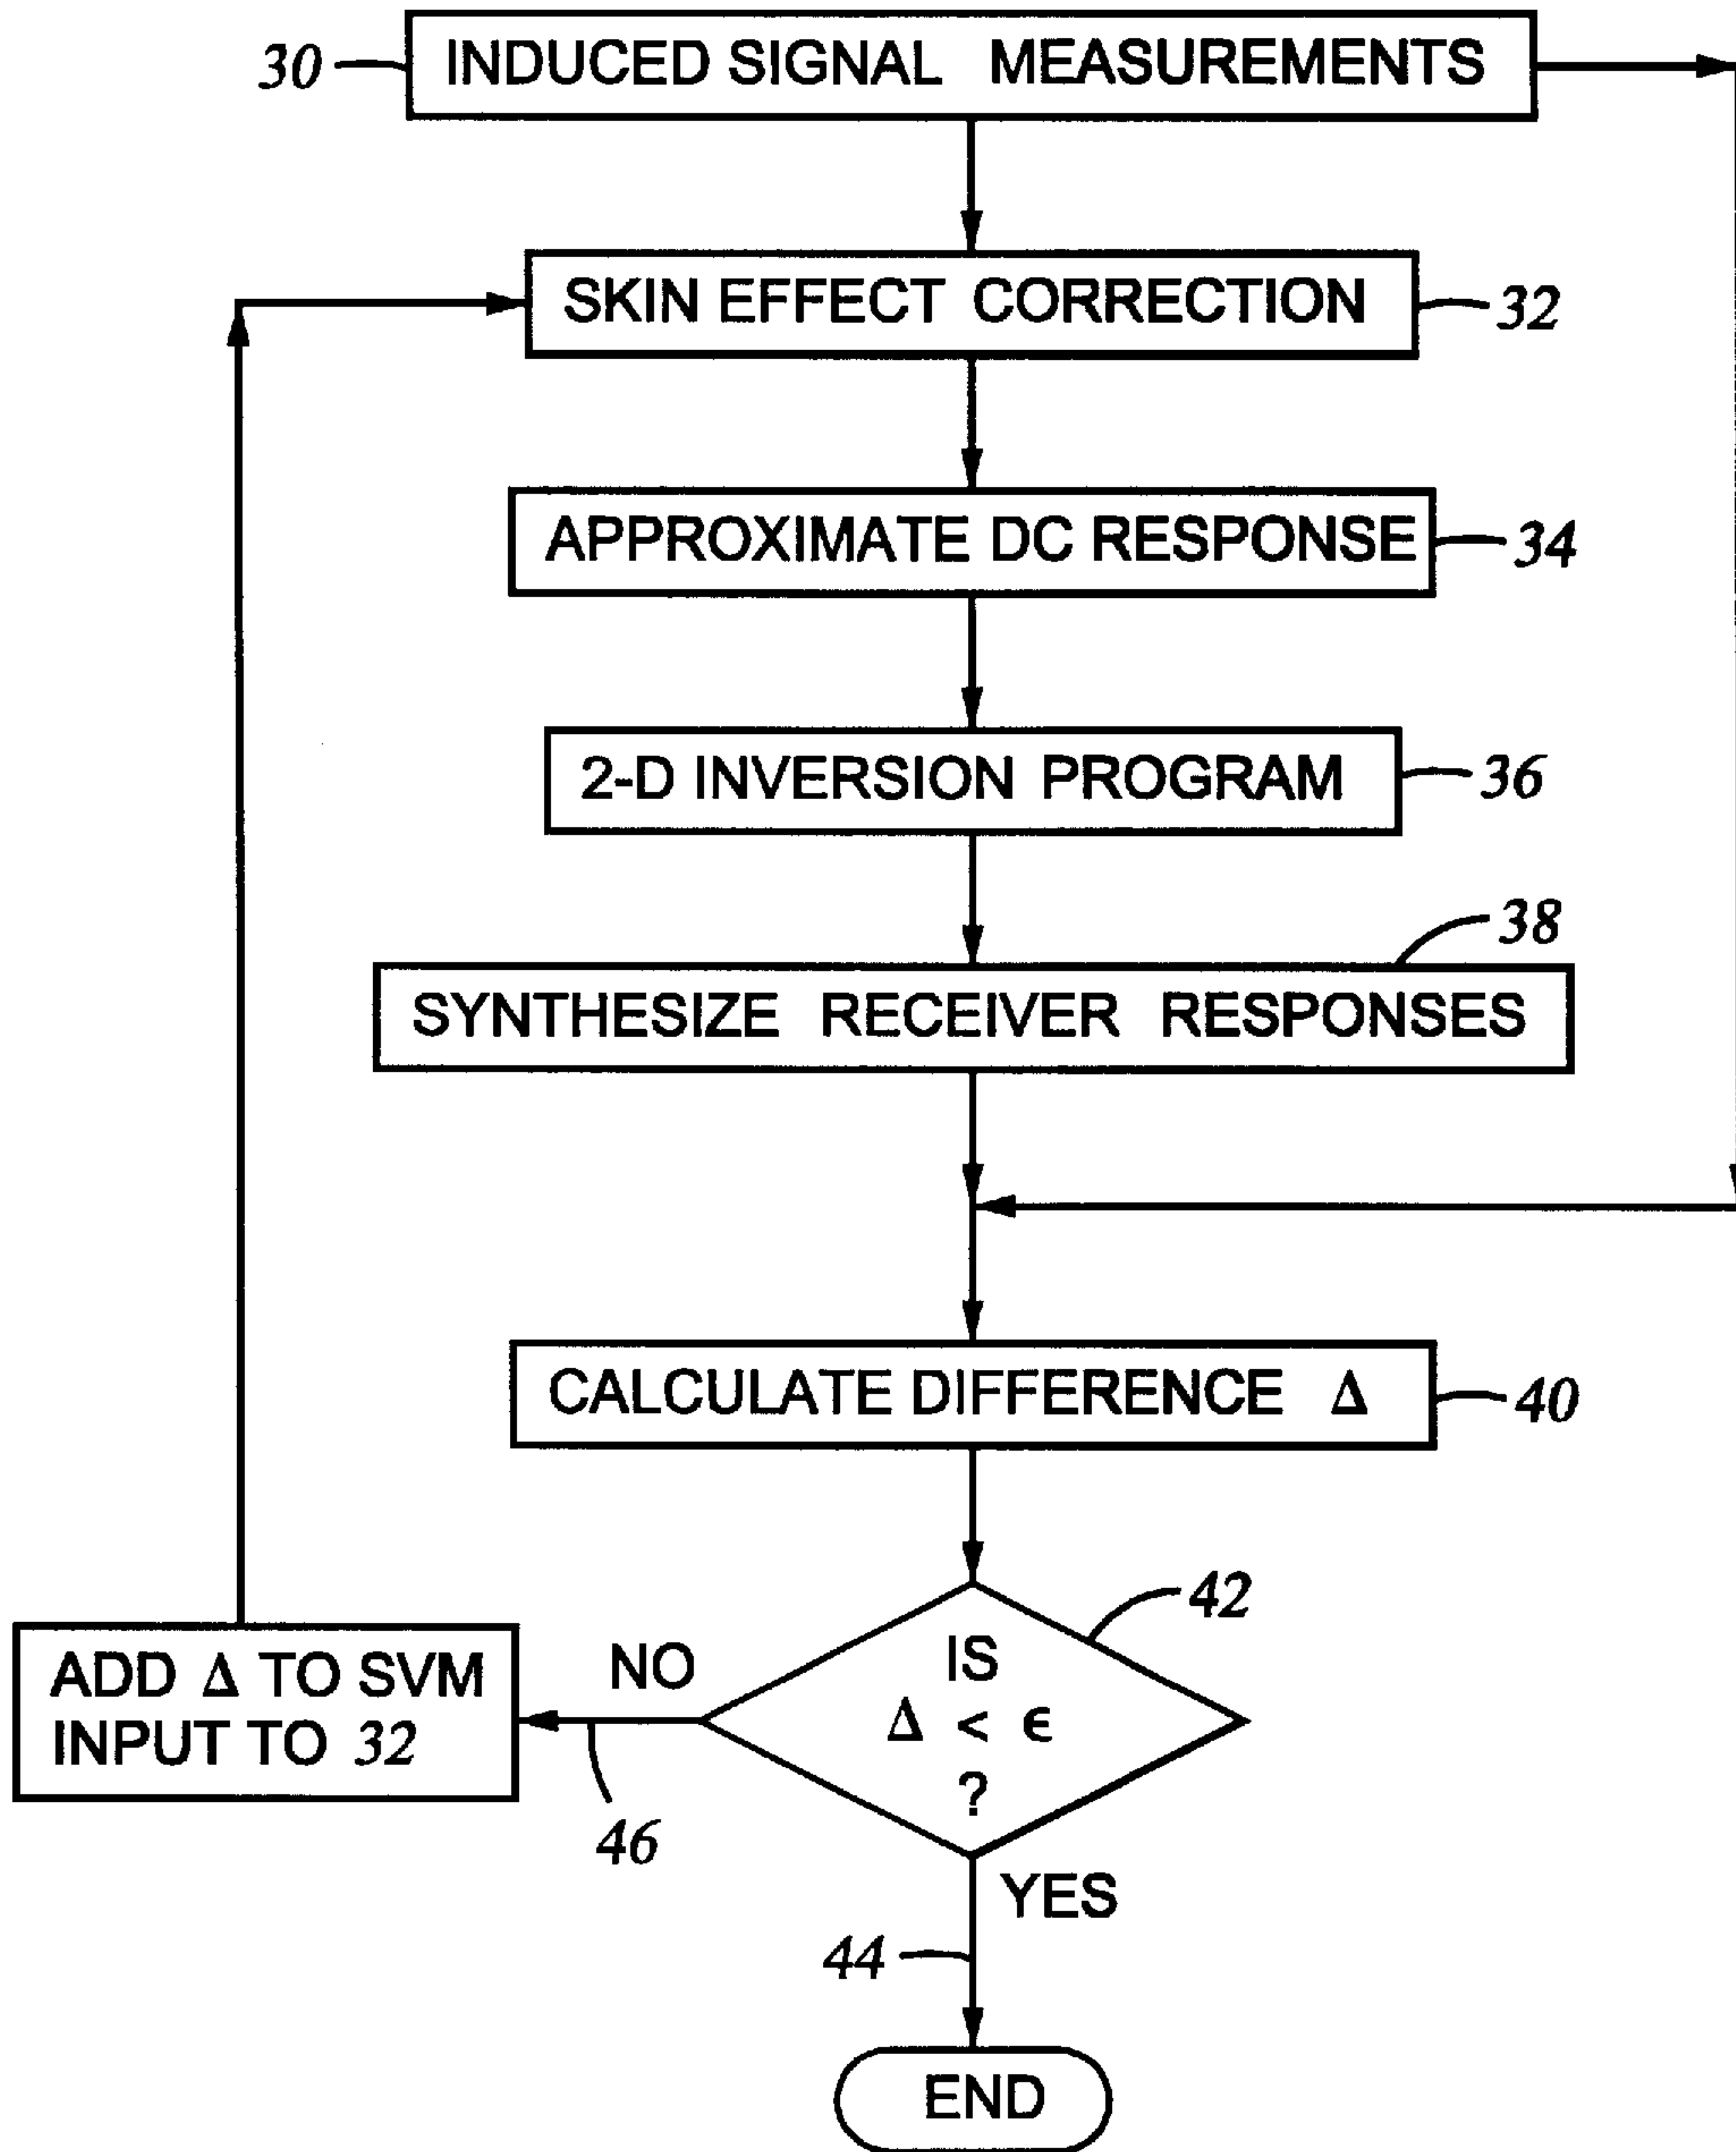 30
INDUCED SIGNAL MEASUREMENTS
SKIN EFFECT CORRECTION
32
APPROXIMATE DC RESPONSE
34
2-D INVERSION PROGRAM
36
38
SYNTHESIZE RECEIVER RESPONSES
CALCULATE DIFFERENCE Δ
40
42
IS
Δ < ϵ
?
NO
ADD Δ TO SVM
INPUT TO 32
46
YES
44
END